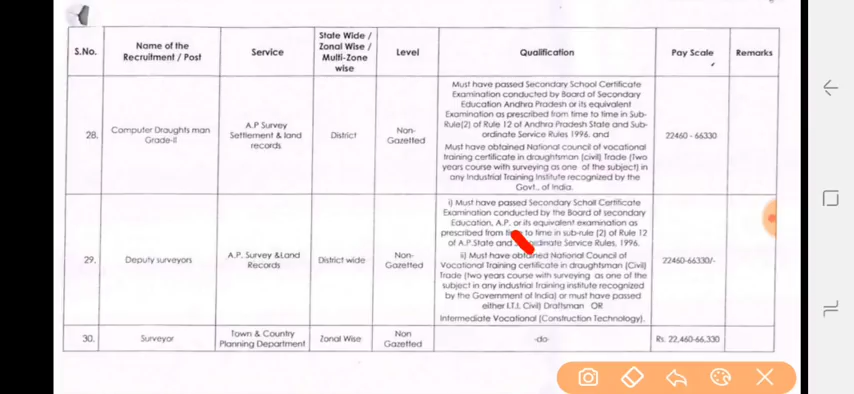 S.No.
Name of the
Recruitment / Post
Service
State Wide /
Zonal Wise /
Multi-Zone
wise
Level
Qualification
Pay Scale
Remarks
28.
Computer Draughts man
Grade-II
A.P Survey
Settlement & land
records
District
Non-
Gazetted
Must have passed Secondary School Certificate
Examination conducted by Board of Secondary
Education Andhra Pradesh or its equivalent
Examination as prescribed from time to time in Sub-
Rule(2) of Rule 12 of Andhra Pradesh State and Sub-
ordinate Service Rules 1996. and
Must have obtained National council of vocational
training certificate in draughtsman (civil) Trade (Two
years course with surveying as one of the subject) in
any Industrial Training Institute recognized by the
Govt., of India.
22460 - 66330
29.
Deputy surveyors
A.P. Survey &Land
Records
District wide
Non-
Gazetted
i) Must have passed Secondary Scholl Certificate
Examination conducted by the Board of secondary
Education, A.P. or its equivalent examination as
prescribed from to time in sub-rule (2) of Rule 12
of A.P.State and Service Rules, 1996.
ii) Must have obtained National Council of
Vocational Training certificate in draughtsman (Civil)
Trade (two years course with surveying as one of the
subject in any industrial training institute recognized
by the Government of India) or must have passed
either I.T.I. Civil) Draftsman OR
Intermediate Vocational (Construction Technology).
22460-66330/-
30.
Surveyor
Town & Country
Planning Department
Zonal Wise
Non
Gazetted
-do-
Rs. 22,460-66,330